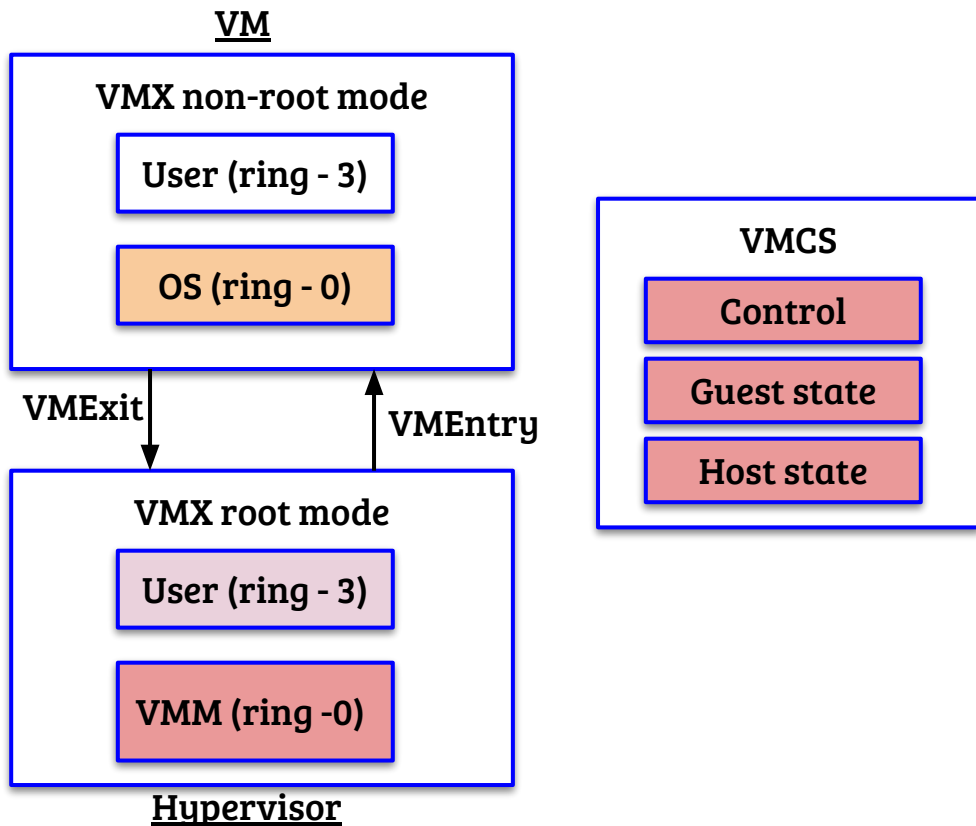 VM
VMX non-root mode
User (ring - 3)
OS (ring - 0)
VMExit
VMEntry
VMX root mode
User (ring - 3)
VMM (ring -0)
Hypervisor
VMCS
Control
Guest state
Host state